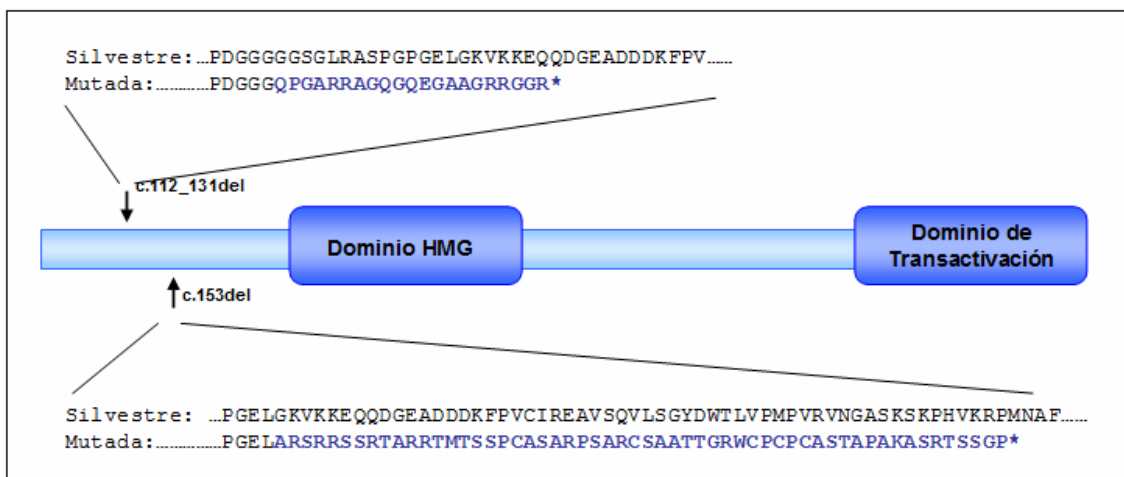 Silvestre:…PDGGGGGSGLRASPGPGELGKVKKEQQDGEADDDKFPV……
Mutada:…………PDGGGQPGARRAGQGQEGAAGRRGGR*
c.112_131del
Dominio HMG
Dominio de
Transactivación
c.153del
Silvestre: …PGELGKVKKEQQDGEADDDKFPVCIREAVSQVLSGYDWTLVPMPVRVNGASKSKPHVKRPMNAF……
Mutada:……………PGELARSRRSSRTARRTMTSSPCASARPSARCSAATTGRWCPCPCASTAPAKASRTSSGP*